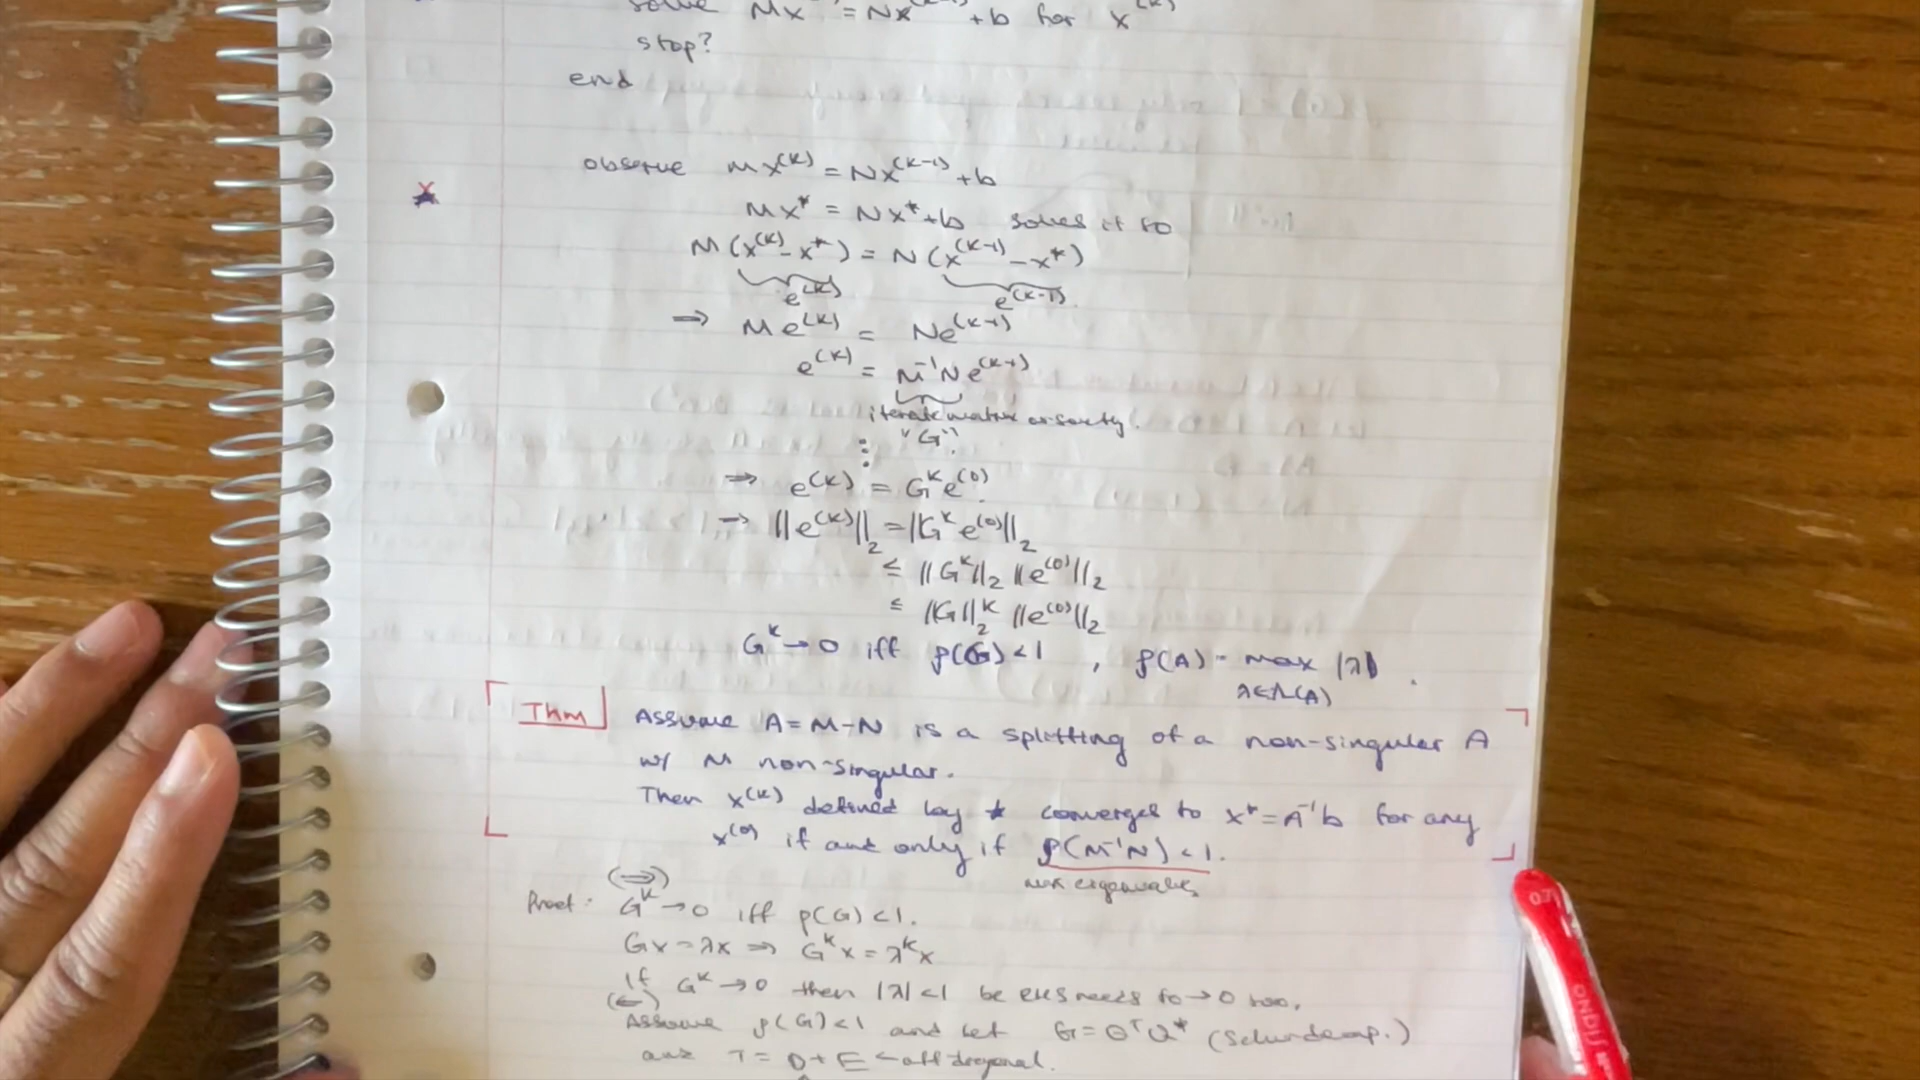 solve Mx = Nx + b for x^(k)
stop?
end
observe Mx^(k) = Nx^(k-1) + b
Mx* = Nx* + b solves it so
M(x^(k) - x*) = N(x^(k-1) - x*)
e^(k) e^(k-1)
⇒ Me^(k) = Ne^(k-1)
e^(k) = M^-1 N e^(k-1)
iterate matrix
"G"
⇒ e^(k) = G^k e^(0).
→ ||e^(k)||_2 = ||G^k e^(0)||_2
≤ ||G^k||_2 ||e^(0)||_2
≤ ||G||_2^k ||e^(0)||_2
G^k → 0 iff ρ(G) < 1 , ρ(A) = max |λ| .
λ∈Λ(A)
Thm Assume A = M - N is a splitting of a non-singular A
w/ M non-singular.
Then x^(k) defined by ★ converges to x* = A^-1 b for any
x^(0) if and only if ρ(M^-1 N) < 1.
max eigenvalue
(⇒)
Proof: G^k → 0 iff ρ(G) < 1.
Gx = λx ⇒ G^k x = λ^k x
If G^k → 0 then |λ| < 1 bc RHS needs to → 0 too.
(⇐)
Assume ρ(G) < 1 and let G = QTQ* (Schur decomp.)
and T = D + E ← off diagonal.
0.7